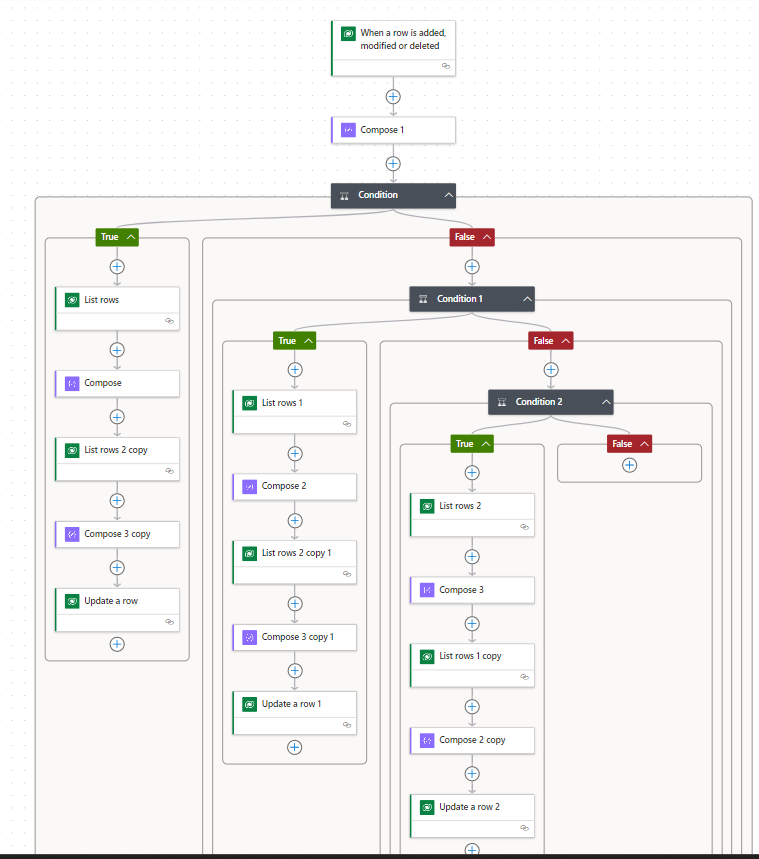 When a row is added,
modified or deleted
Compose 1
Condition
True
False
List rows
Compose
List rows 2 copy
Compose 3 copy
Update a row
Condition 1
True
False
List rows 1
Compose 2
List rows 2 copy 1
Compose 3 copy 1
Update a row 1
Condition 2
True
False
List rows 2
Compose 3
List rows 1 copy
Compose 2 copy
Update a row 2